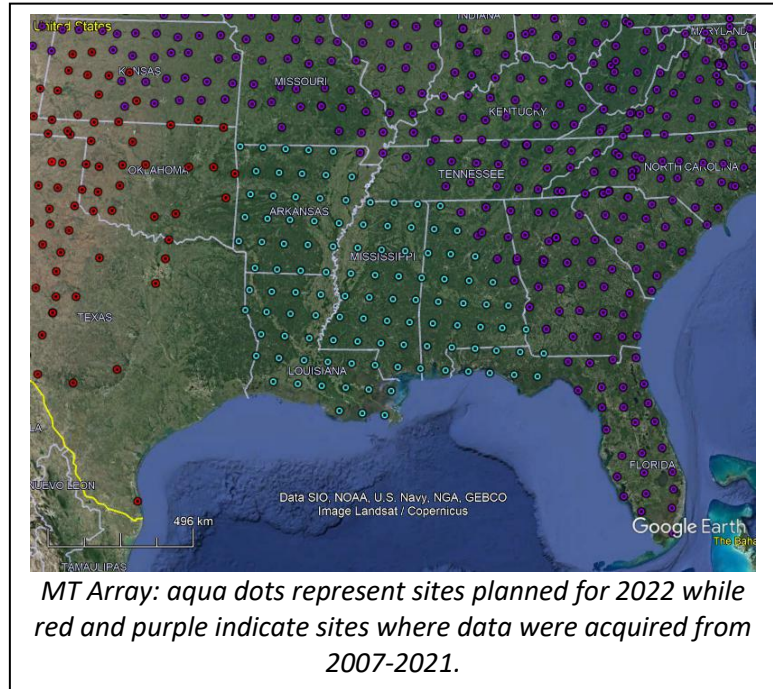 United States
INDIANA
MARYLAND
KANSAS
MISSOURI
KENTUCKY
OKLAHOMA
TENNESSEE
NORTH CAROLINA
ARKANSAS
MISSISSIPPI
TEXAS
LOUISIANA
NUEVO LEON
FLORIDA
Data SIO, NOAA, U.S. Navy, NGA, GEBCO
Image Landsat / Copernicus
496 km
Google Earth
The Baha
TAMAULIPAS
MT Array: aqua dots represent sites planned for 2022 while
red and purple indicate sites where data were acquired from
2007-2021.